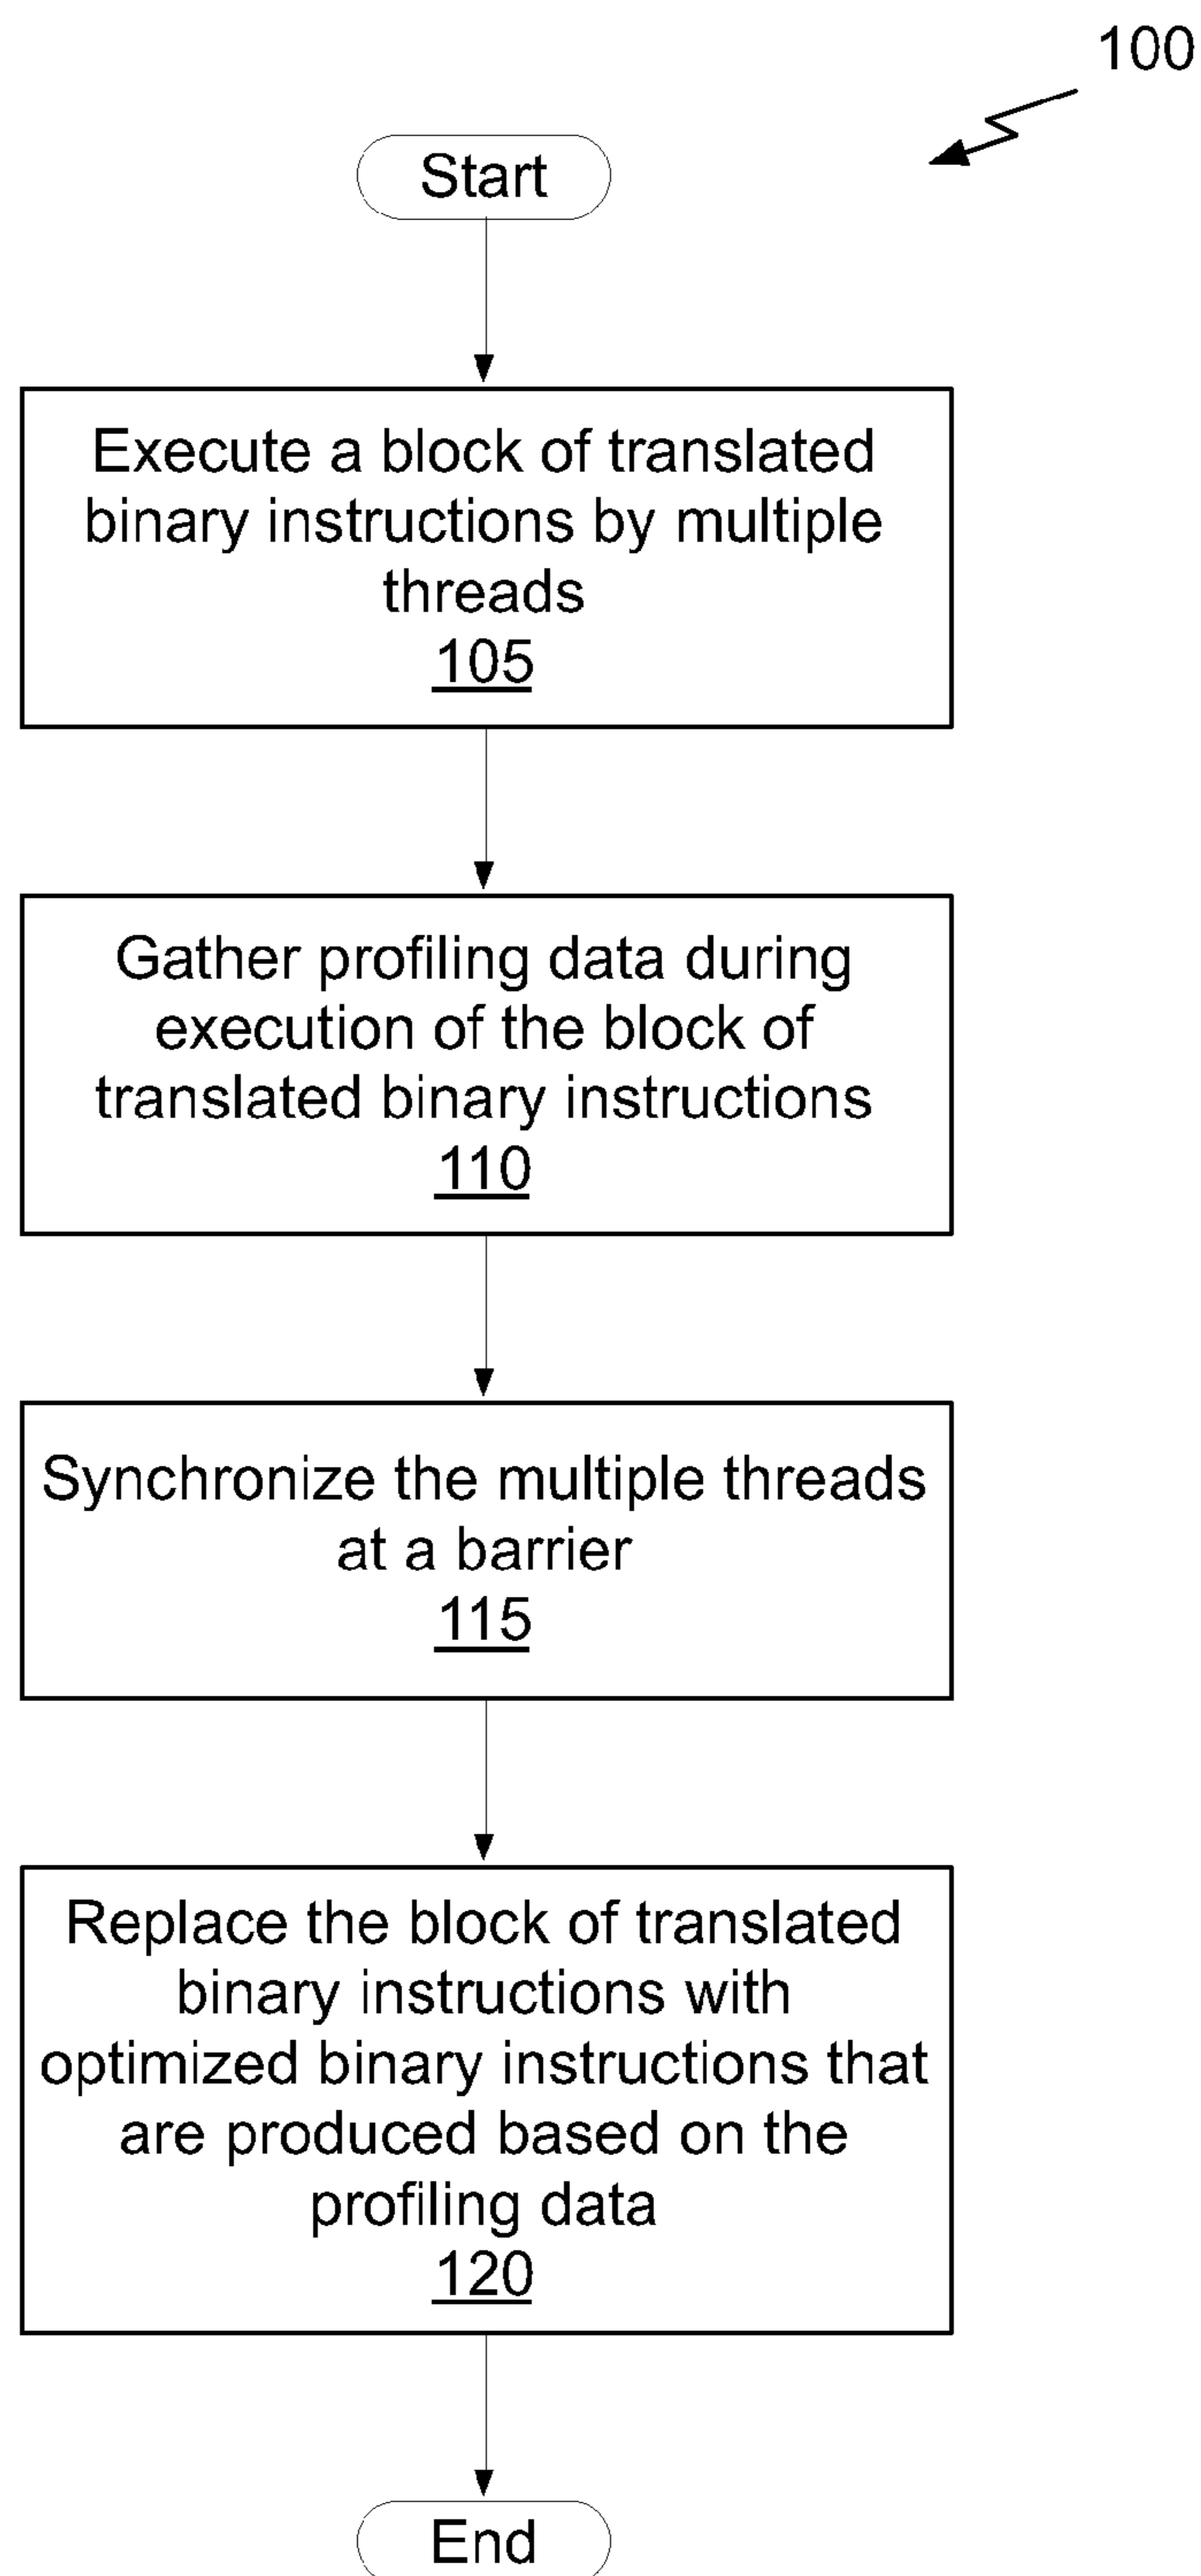 100
Start
Execute a block of translated
binary instructions by multiple
threads
105
Gather profiling data during
execution of the block of
translated binary instructions
110
Synchronize the multiple threads
at a barrier
115
Replace the block of translated
binary instructions with
optimized binary instructions that
are produced based on the
profiling data
120
End